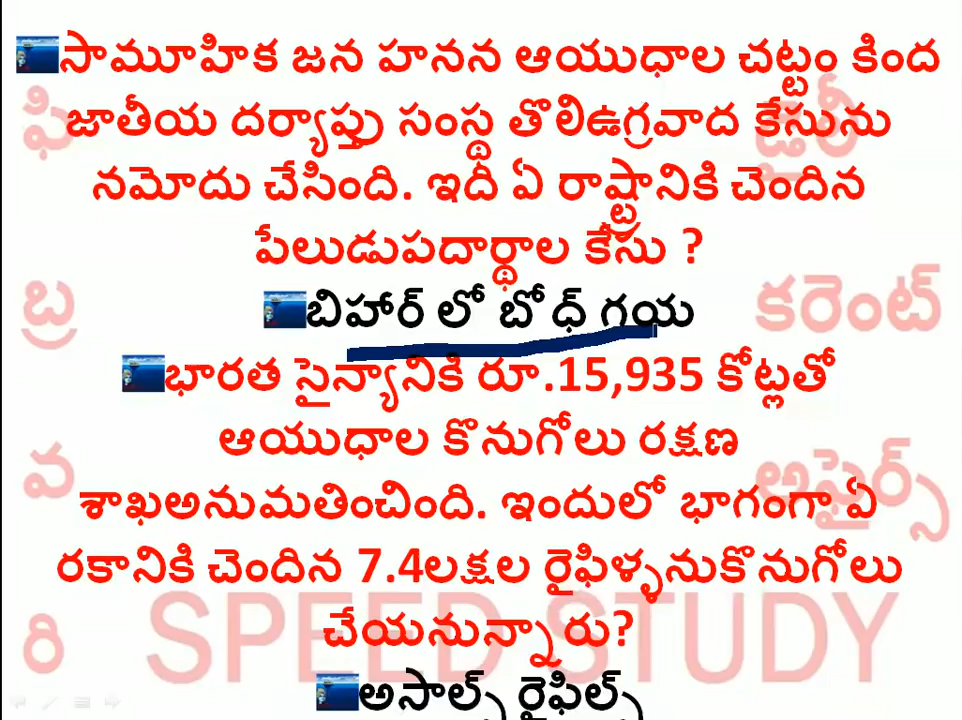 సామూహిక జన హనన ఆయుధాల చట్టం కింద
జాతీయ దర్యాప్తు సంస్థ తొలిఉగ్రవాద కేసును
నమోదు చేసింది. ఇది ఏ రాష్ట్రానికి చెందిన
పేలుడుపదార్థాల కేసు ?
బిహార్ లో బోధ్ గయ
భారత సైన్యానికి రూ.15,935 కోట్లతో
ఆయుధాల కొనుగోలు రక్షణ
శాఖఅనుమతించింది. ఇందులో భాగంగా ఏ
రకానికి చెందిన 7.4లక్షల రైఫిళ్ళనుకొనుగోలు
చేయనున్నారు?
అసాల్ట్ రైఫిల్స్
ఫి
బ్ర
వ
రి
డైలీ
కరెంట్
అఫైర్స్
SPEED STUDY